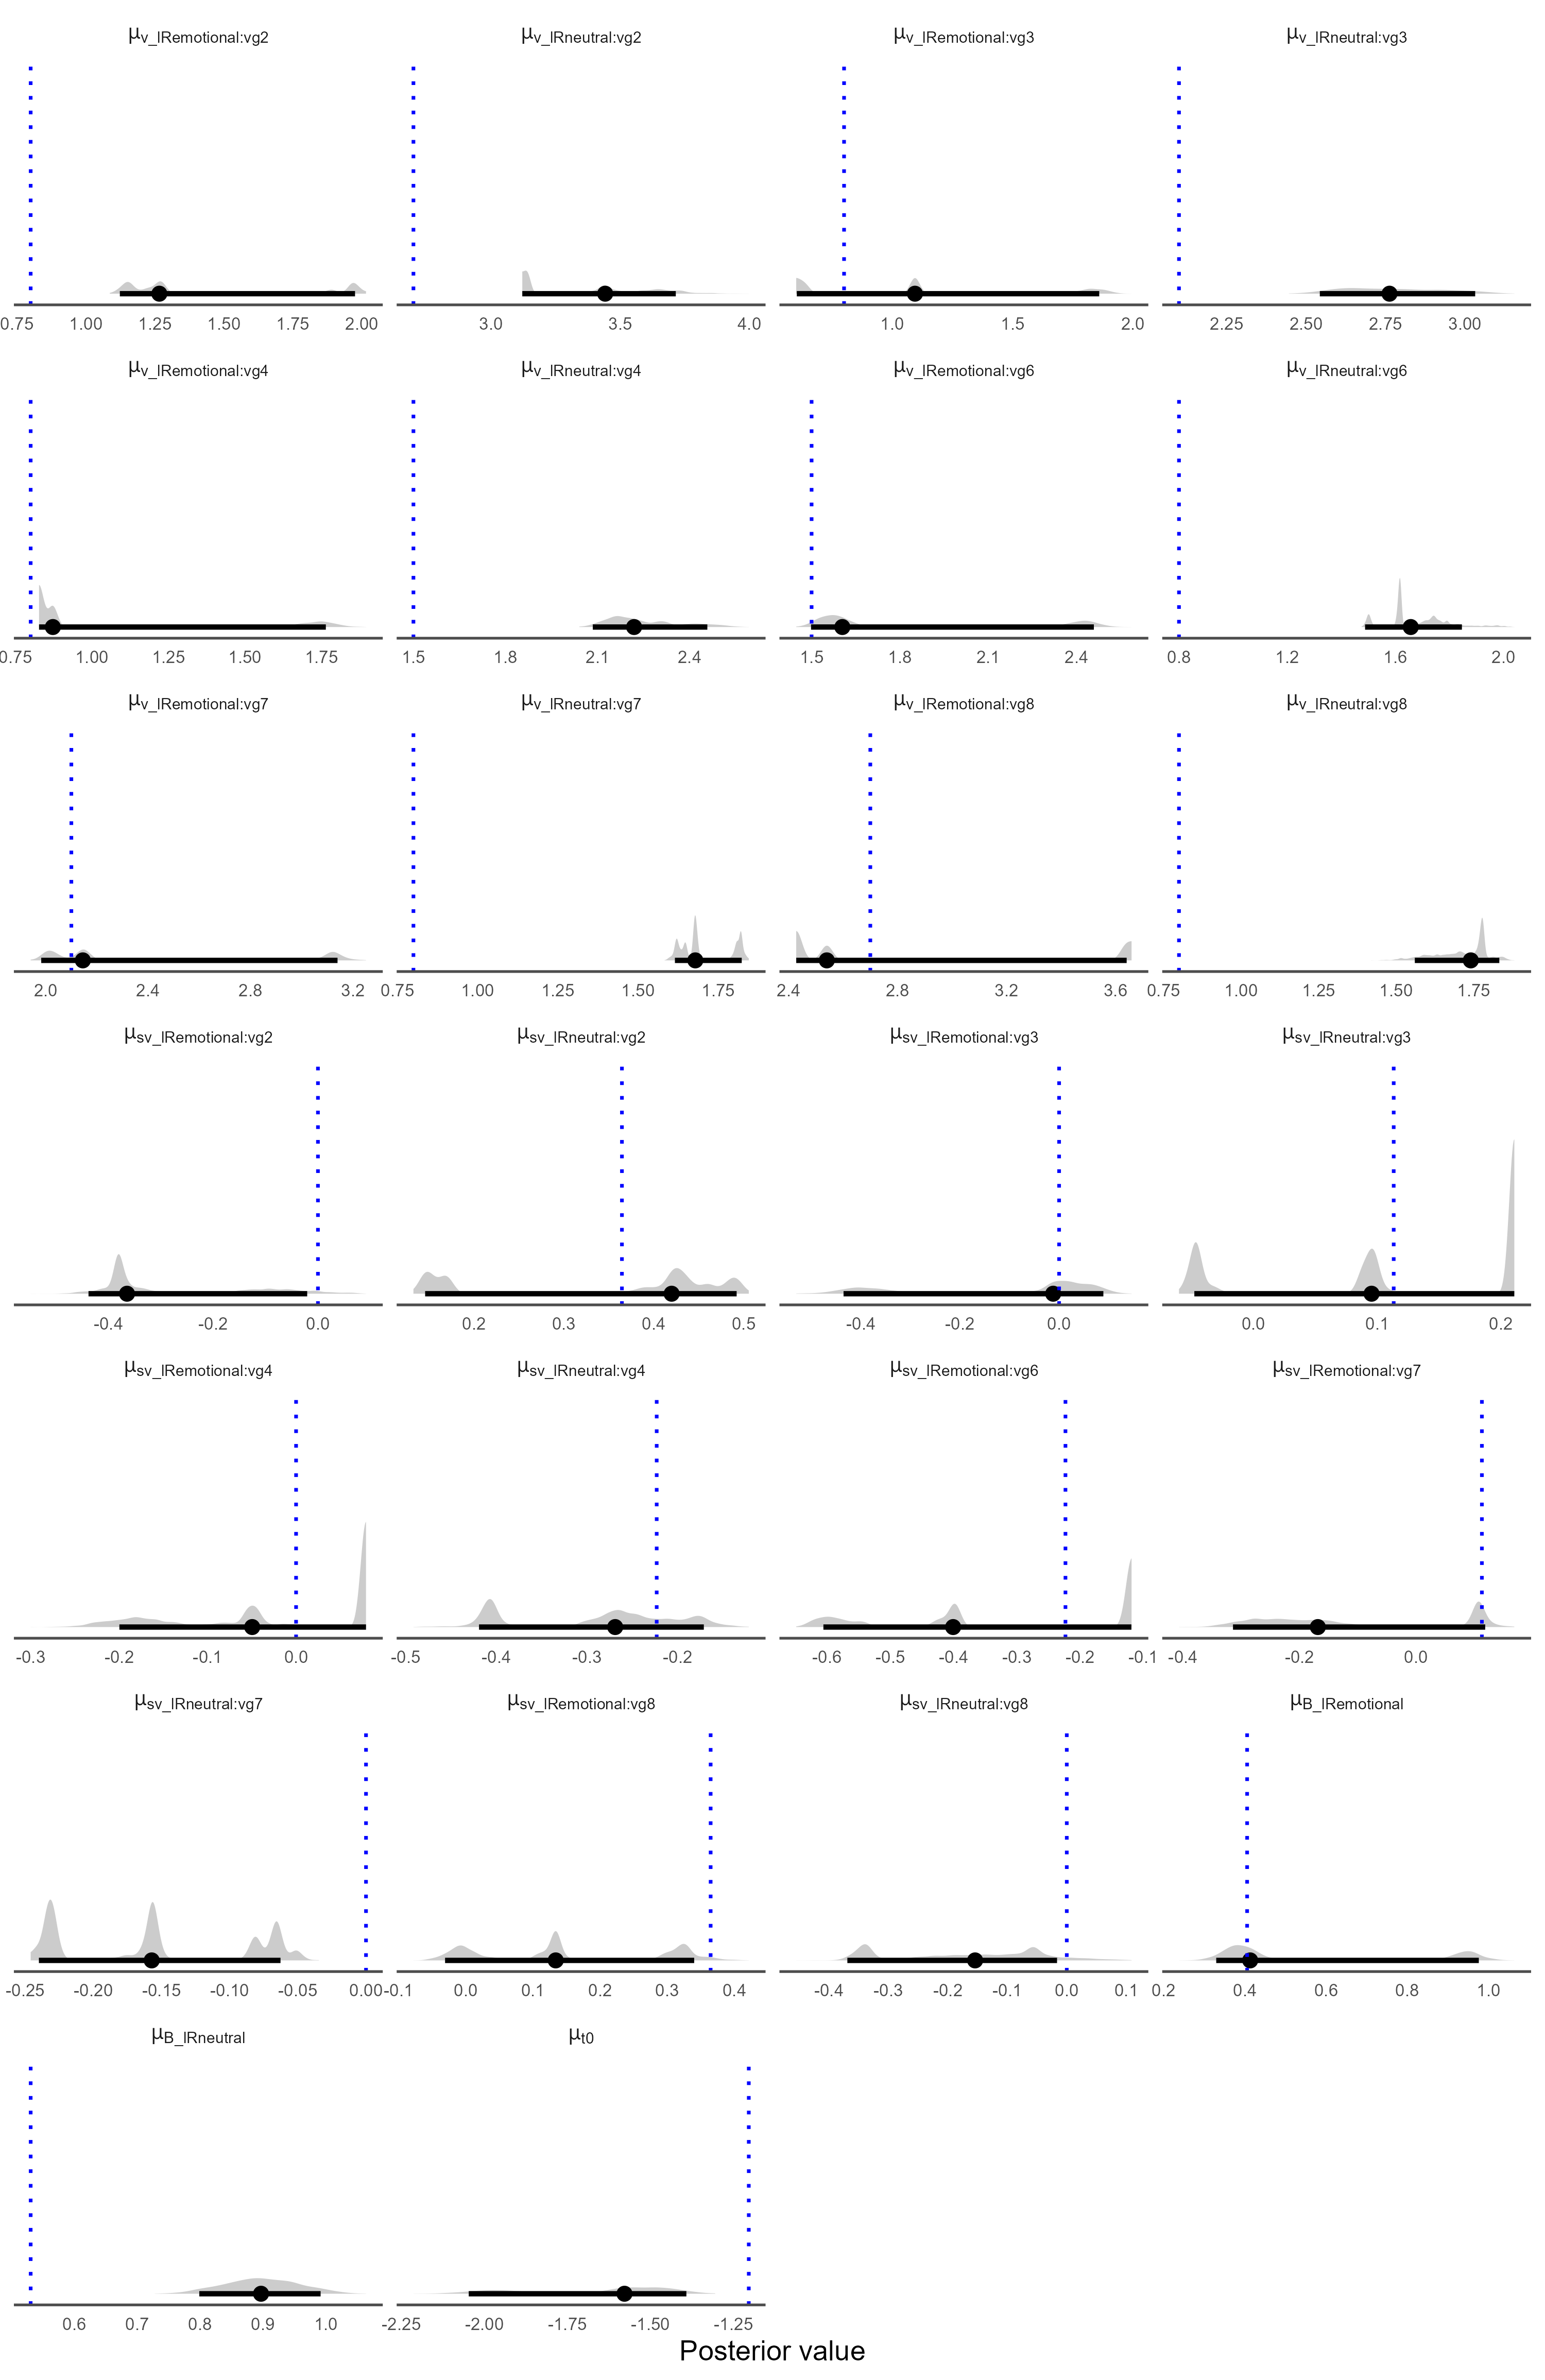 μv_lRemotional:vg2 μv_lRneutral:vg2 μv_lRemotional:vg3 μv_lRneutral:vg3
0.75 1.00 1.25 1.50 1.75 2.00 3.0 3.5 4.0 1.0 1.5 2.0 2.25 2.50 2.75 3.00
μv_lRemotional:vg4 μv_lRneutral:vg4 μv_lRemotional:vg6 μv_lRneutral:vg6
0.75 1.00 1.25 1.50 1.75 1.5 1.8 2.1 2.4 1.5 1.8 2.1 2.4 0.8 1.2 1.6 2.0
μv_lRemotional:vg7 μv_lRneutral:vg7 μv_lRemotional:vg8 μv_lRneutral:vg8
2.0 2.4 2.8 3.2 0.75 1.00 1.25 1.50 1.75 2.4 2.8 3.2 3.6 0.75 1.00 1.25 1.50 1.75
μsv_lRemotional:vg2 μsv_lRneutral:vg2 μsv_lRemotional:vg3 μsv_lRneutral:vg3
-0.4 -0.2 0.0 0.2 0.3 0.4 0.5 -0.4 -0.2 0.0 0.0 0.1 0.2
μsv_lRemotional:vg4 μsv_lRneutral:vg4 μsv_lRemotional:vg6 μsv_lRemotional:vg7
-0.3 -0.2 -0.1 0.0 -0.5 -0.4 -0.3 -0.2 -0.6 -0.5 -0.4 -0.3 -0.2 -0.1 -0.4 -0.2 0.0
μsv_lRneutral:vg7 μsv_lRemotional:vg8 μsv_lRneutral:vg8 μB_lRemotional
-0.25 -0.20 -0.15 -0.10 -0.05 0.00 -0.1 0.0 0.1 0.2 0.3 0.4 -0.4 -0.3 -0.2 -0.1 0.0 0.1 0.2 0.4 0.6 0.8 1.0
μB_lRneutral μt0
0.6 0.7 0.8 0.9 1.0 -2.25 -2.00 -1.75 -1.50 -1.25
Posterior value